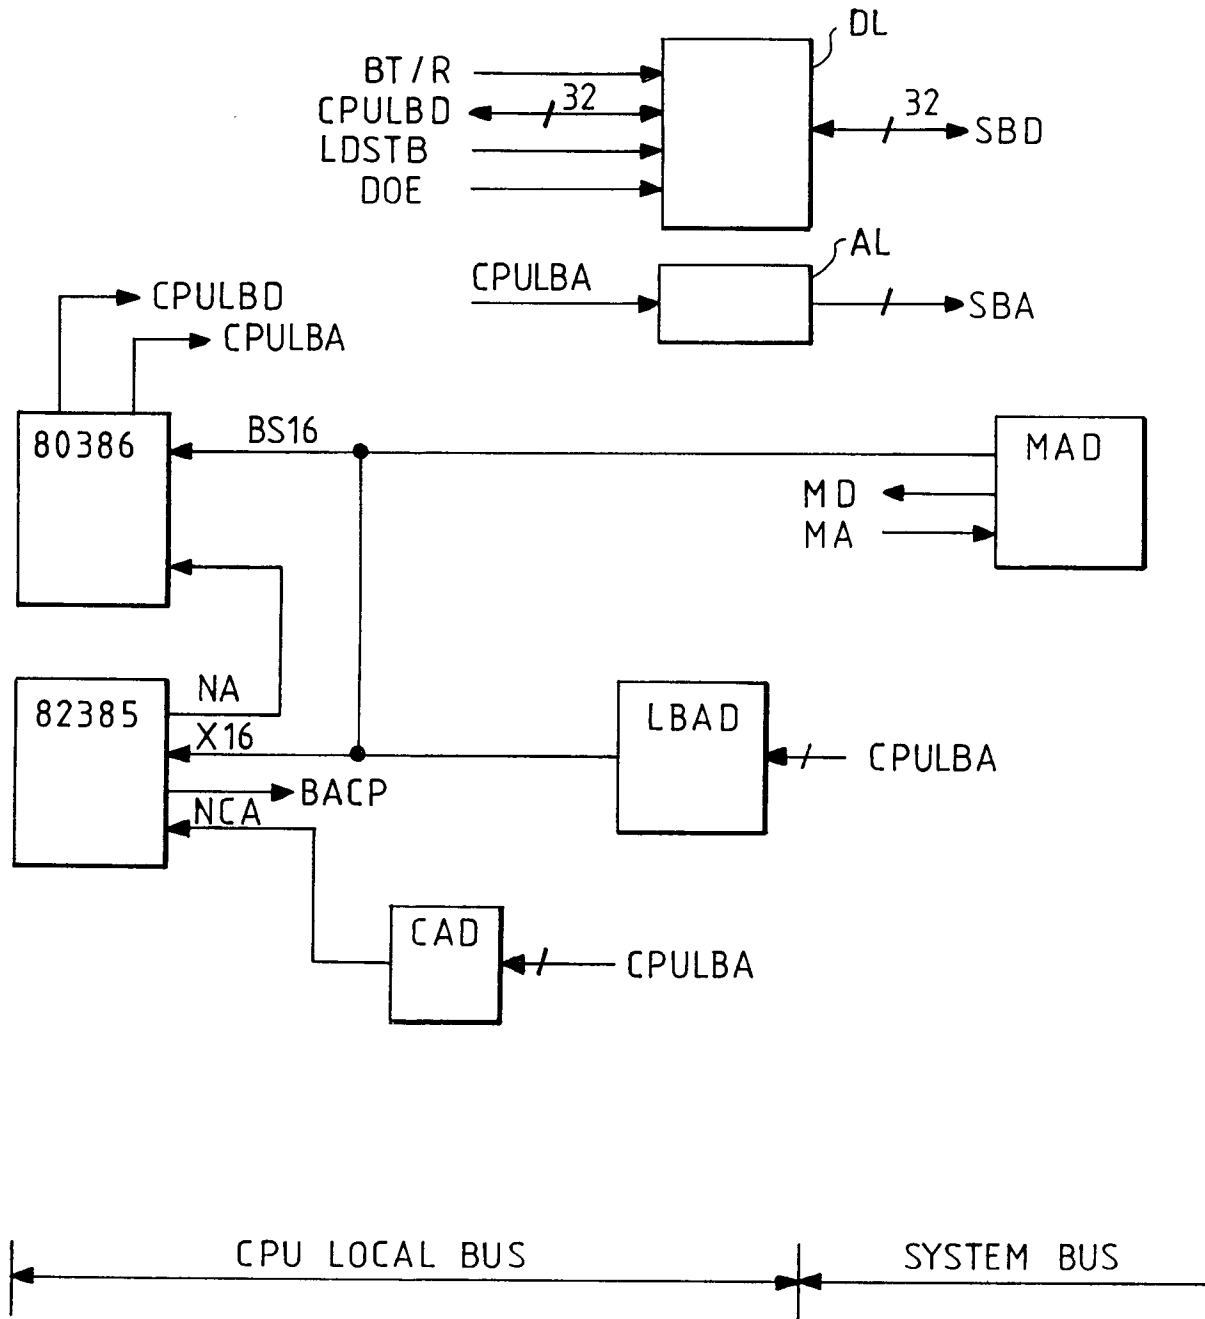 DL
BT/R
CPULBD 32
32 SBD
LDSTB
DOE
AL
CPULBA
SBA
CPULBD
CPULBA
80386
BS16
MAD
MD
MA
82385
NA
X16
LBAD
CPULBA
BACP
NCA
CAD
CPULBA
CPU LOCAL BUS
SYSTEM BUS